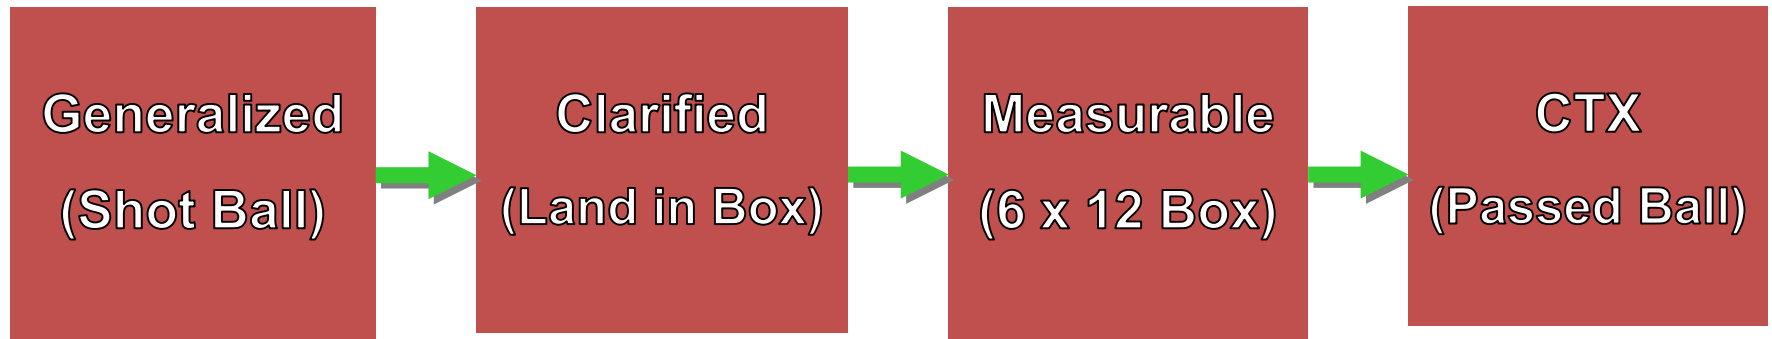 Generalized
(Shot Ball)
Clarified
(Land in Box)
Measurable
(6 x 12 Box)
CTX
(Passed Ball)